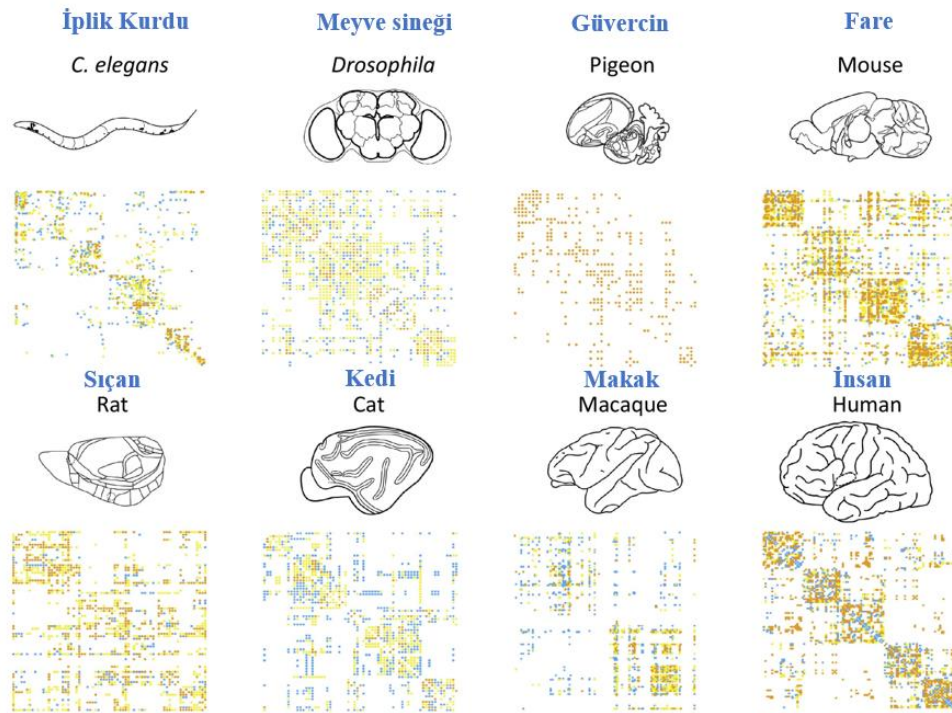 İplik Kurdu
C. elegans
Meyve sineği
Drosophila
Güvercin
Pigeon
Fare
Mouse
Sıçan
Rat
Kedi
Cat
Makak
Macaque
İnsan
Human